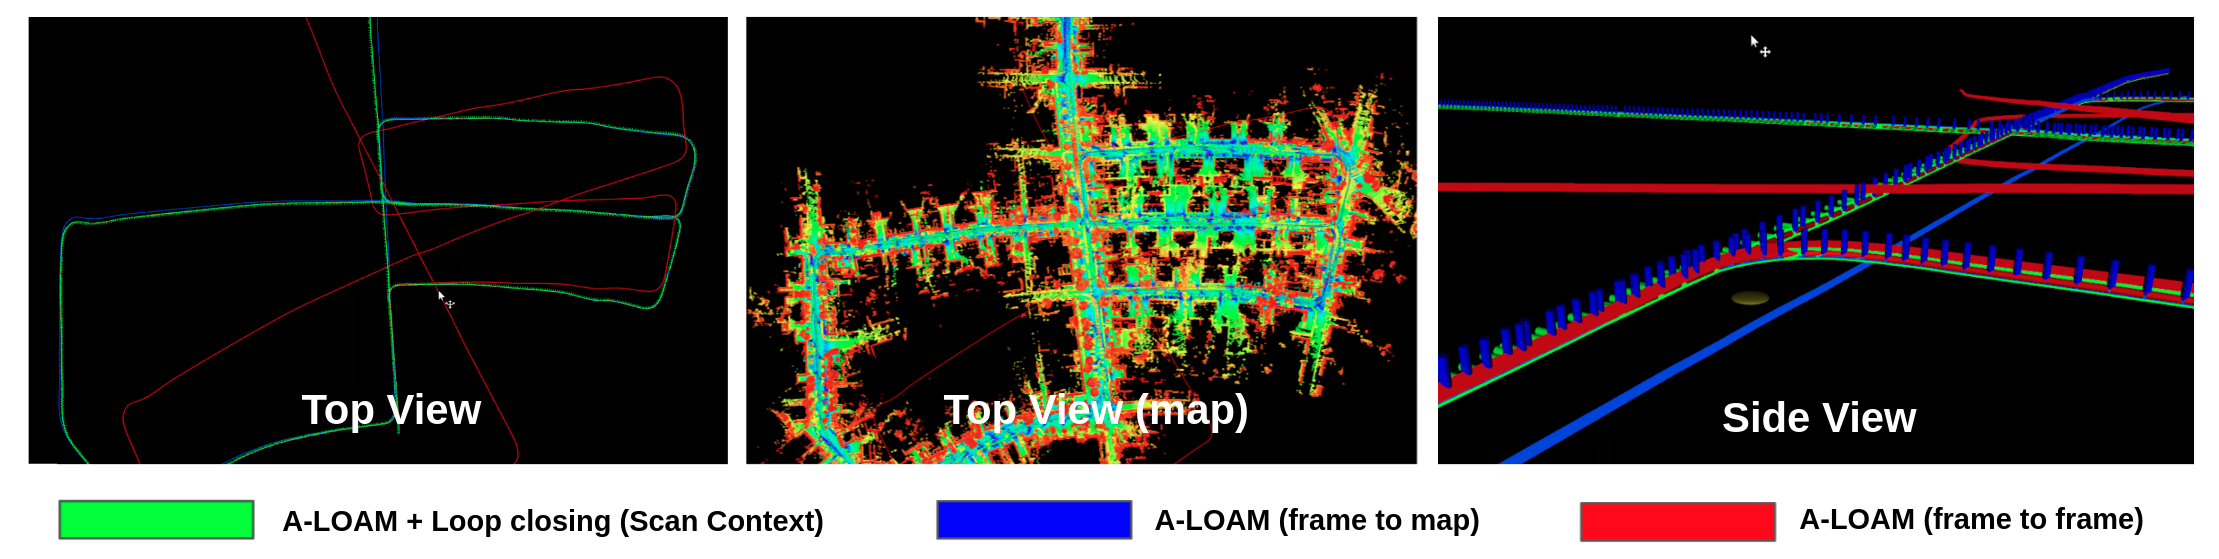 Top View
Top View (map)
Side View
A-LOAM + Loop closing (Scan Context)
A-LOAM (frame to map)
A-LOAM (frame to frame)